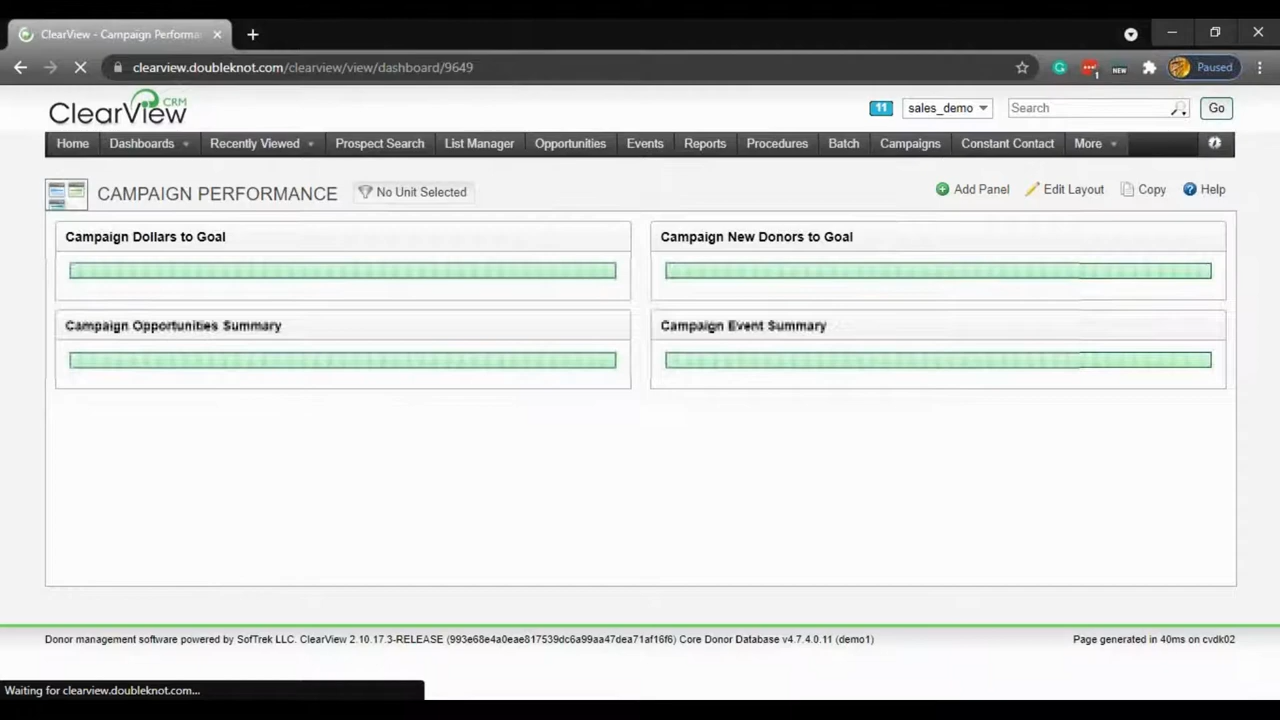 ClearView - Campaign Performa
clearview.doubleknot.com/clearview/view/dashboard/9649
1
NEW
Paused
ClearView CRM
11
sales_demo
Search
Go
Home Dashboards Recently Viewed Prospect Search List Manager Opportunities Events Reports Procedures Batch Campaigns Constant Contact More
CAMPAIGN PERFORMANCE
No Unit Selected
Add Panel Edit Layout Copy Help
Campaign Dollars to Goal
Campaign New Donors to Goal
Campaign Opportunities Summary
Campaign Event Summary
Donor management software powered by SofTrek LLC. ClearView 2.10.17.3-RELEASE (993e68e4a0eae817539dc6a99aa47dea71af16f6) Core Donor Database v4.7.4.0.11 (demo1)
Page generated in 40ms on cvdk02
Waiting for clearview.doubleknot.com...